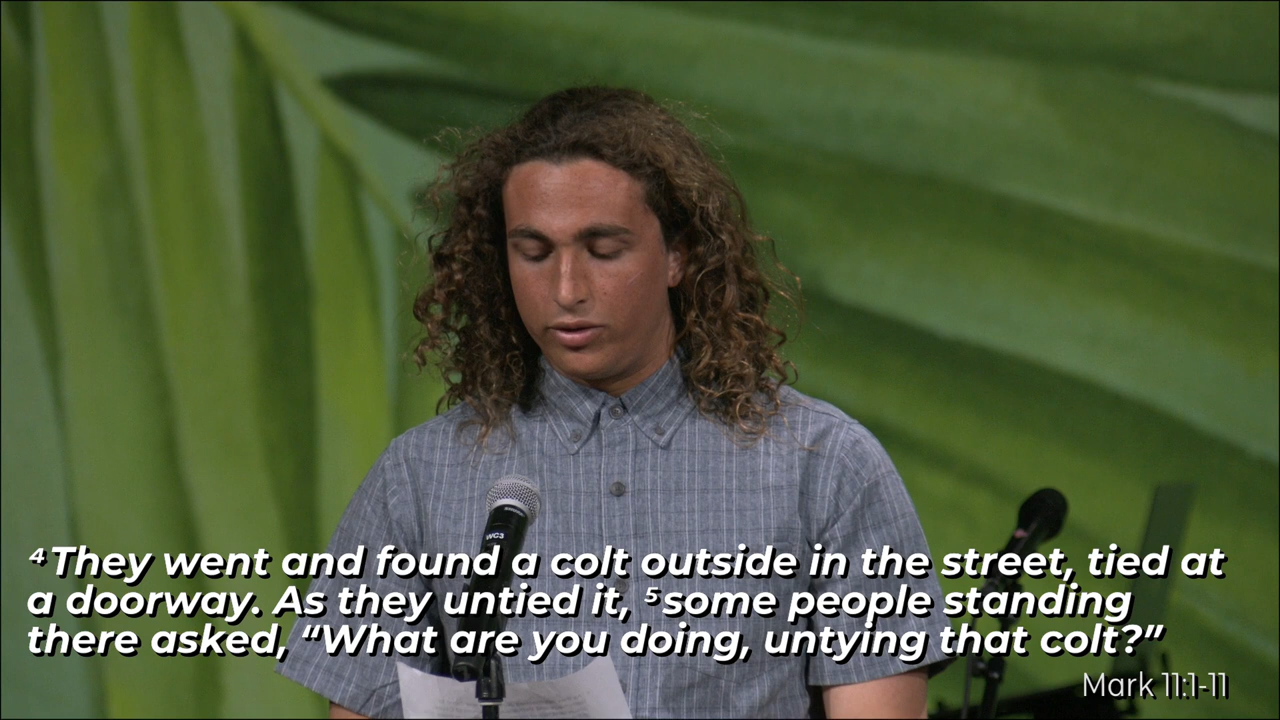 ⁴They went and found a colt outside in the street, tied at
a doorway. As they untied it, ⁵some people standing
there asked, “What are you doing, untying that colt?”
Mark 11:1-11
WC3